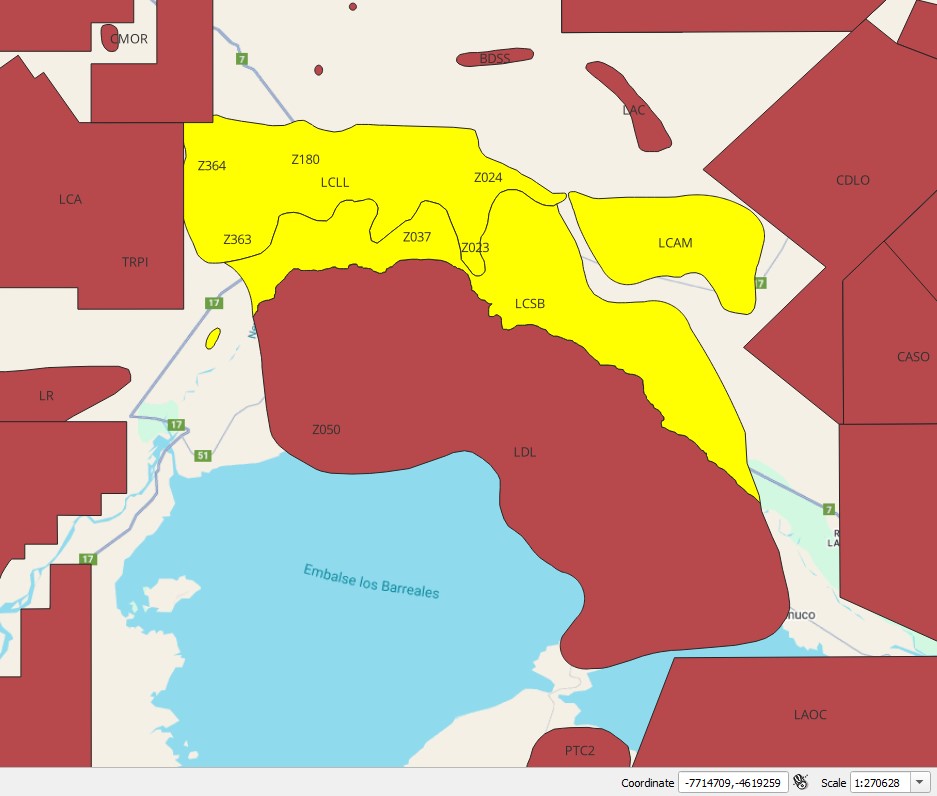 CMOR
7
BDSS
LAC
Z180
Z364
Z024
CDLO
LCLL
LCA
Z037
Z363
LCAM
Z023
TRPI
7
17
LCSB
CASO
LR
17
Z050
51
LDL
7
R
LA
17
Embalse los Barreales
nuco
LAOC
PTC2
Coordinate
-7714709,-4619259
Scale
1:270628